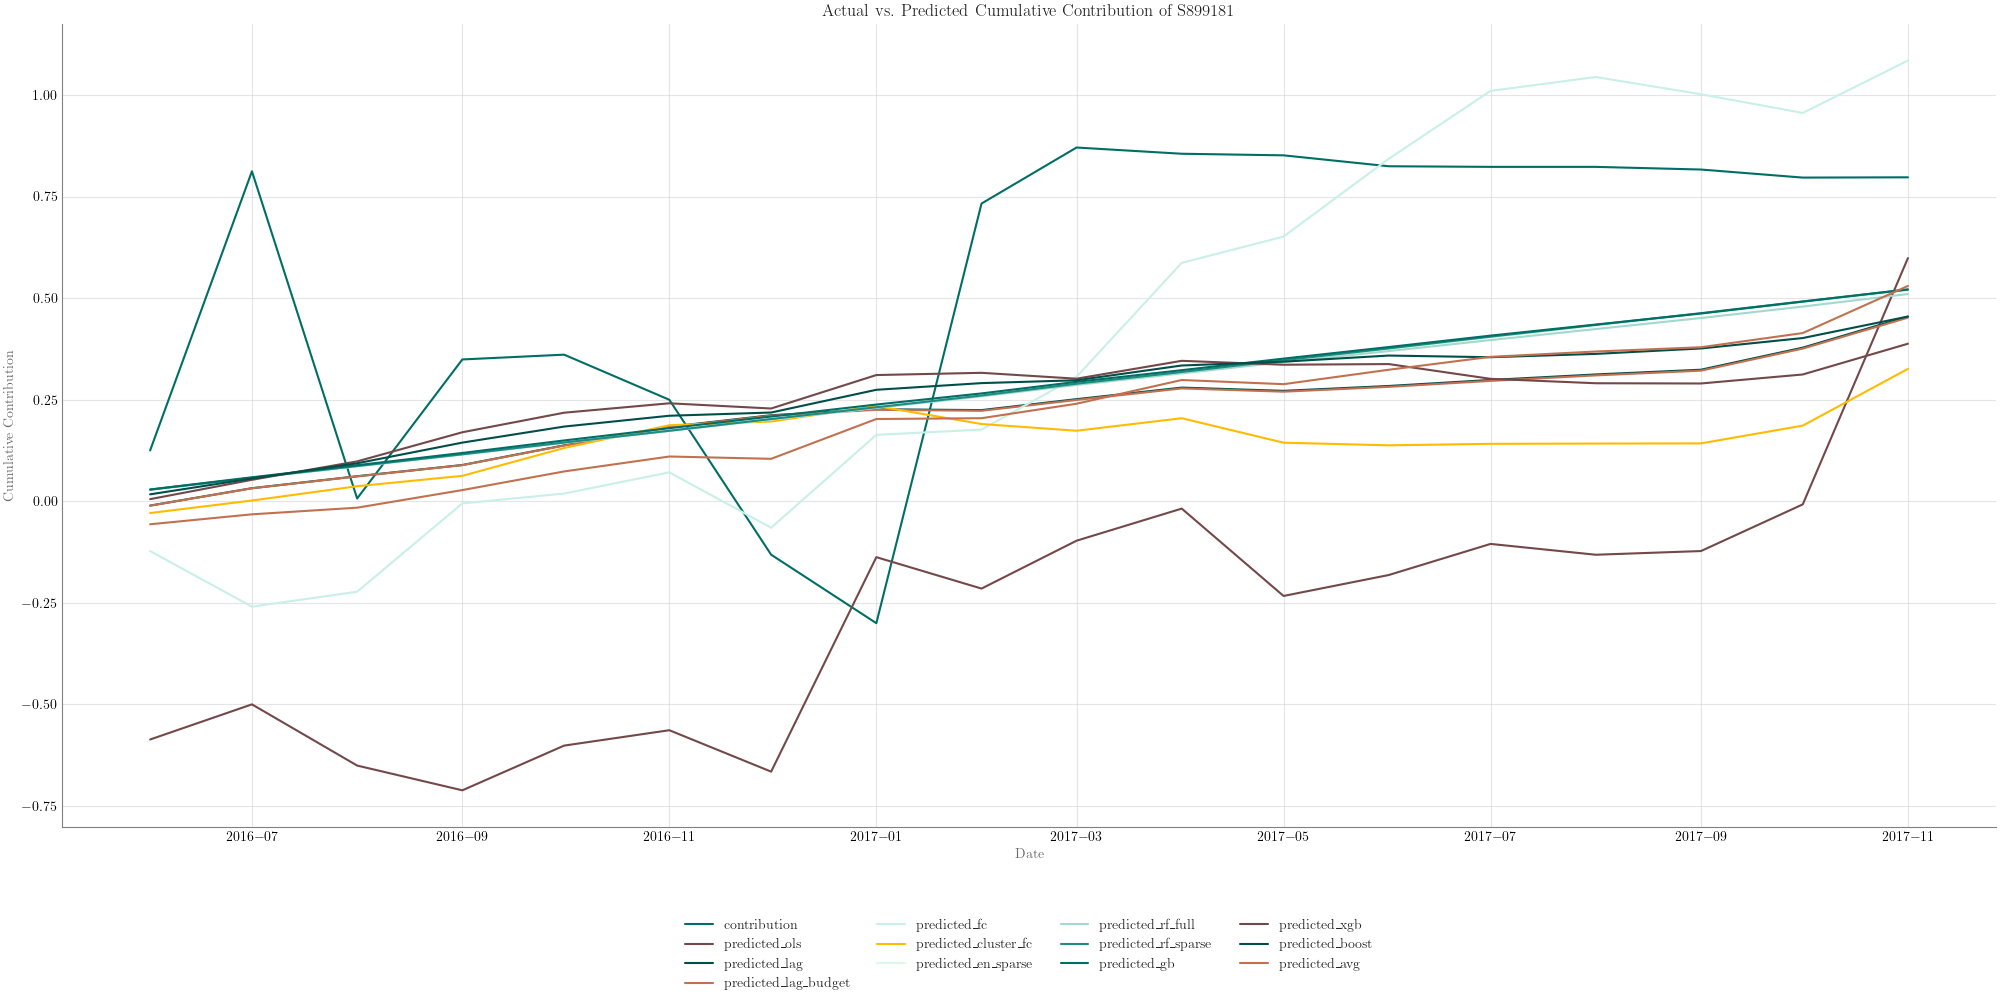 Actual vs. Predicted Cumulative Contribution of S899181
Cumulative Contribution
1.00
0.75
0.50
0.25
0.00
−0.25
−0.50
−0.75
2016−07
2016−09
2016−11
2017−01
2017−03
2017−05
2017−07
2017−09
2017−11
Date
contribution
predicted_ols
predicted_lag
predicted_lag_budget
predicted_fc
predicted_cluster_fc
predicted_en_sparse
predicted_rf_full
predicted_rf_sparse
predicted_gb
predicted_xgb
predicted_boost
predicted_avg